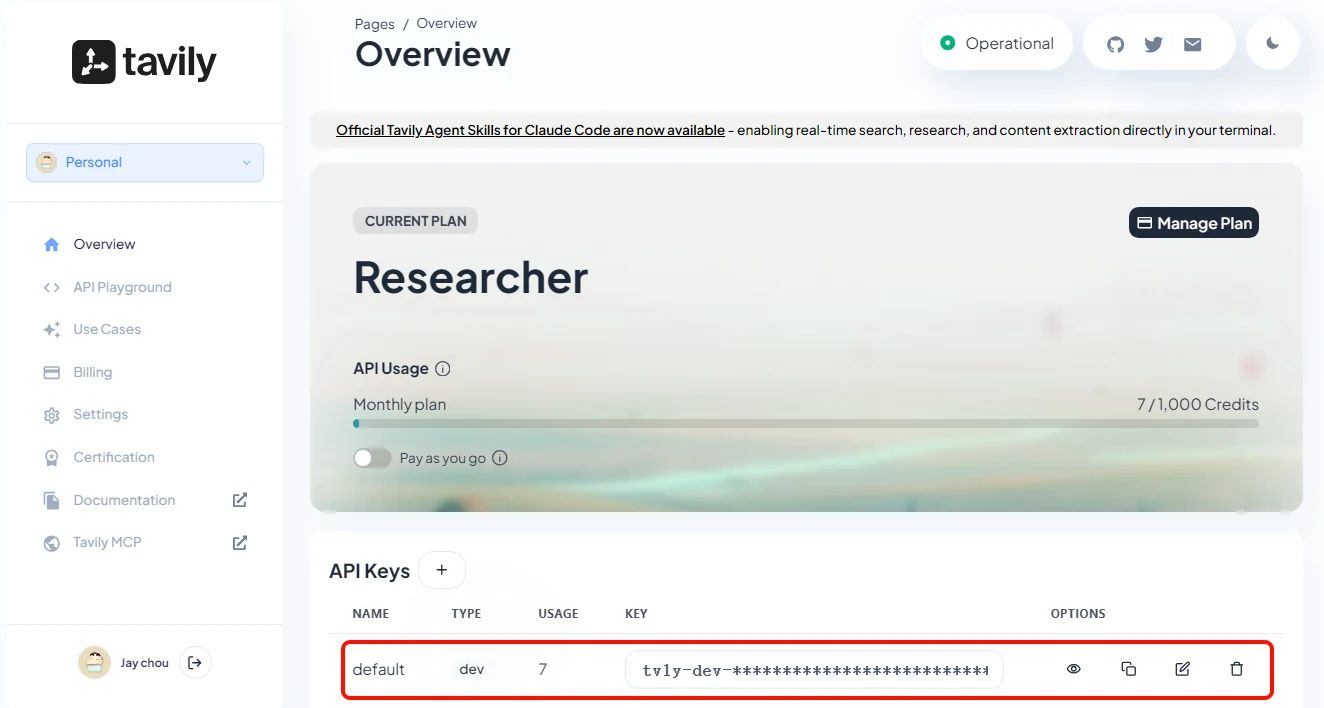 tavily
Personal
Overview
API Playground
Use Cases
Billing
Settings
Certification
Documentation
Tavily MCP
Jay chou
Pages / Overview
Overview
Operational
Official Tavily Agent Skills for Claude Code are now available - enabling real-time search, research, and content extraction directly in your terminal.
CURRENT PLAN
Manage Plan
Researcher
API Usage
Monthly plan
7 / 1,000 Credits
Pay as you go
API Keys +
NAME TYPE USAGE KEY OPTIONS
default dev 7 tvly-dev-**************************